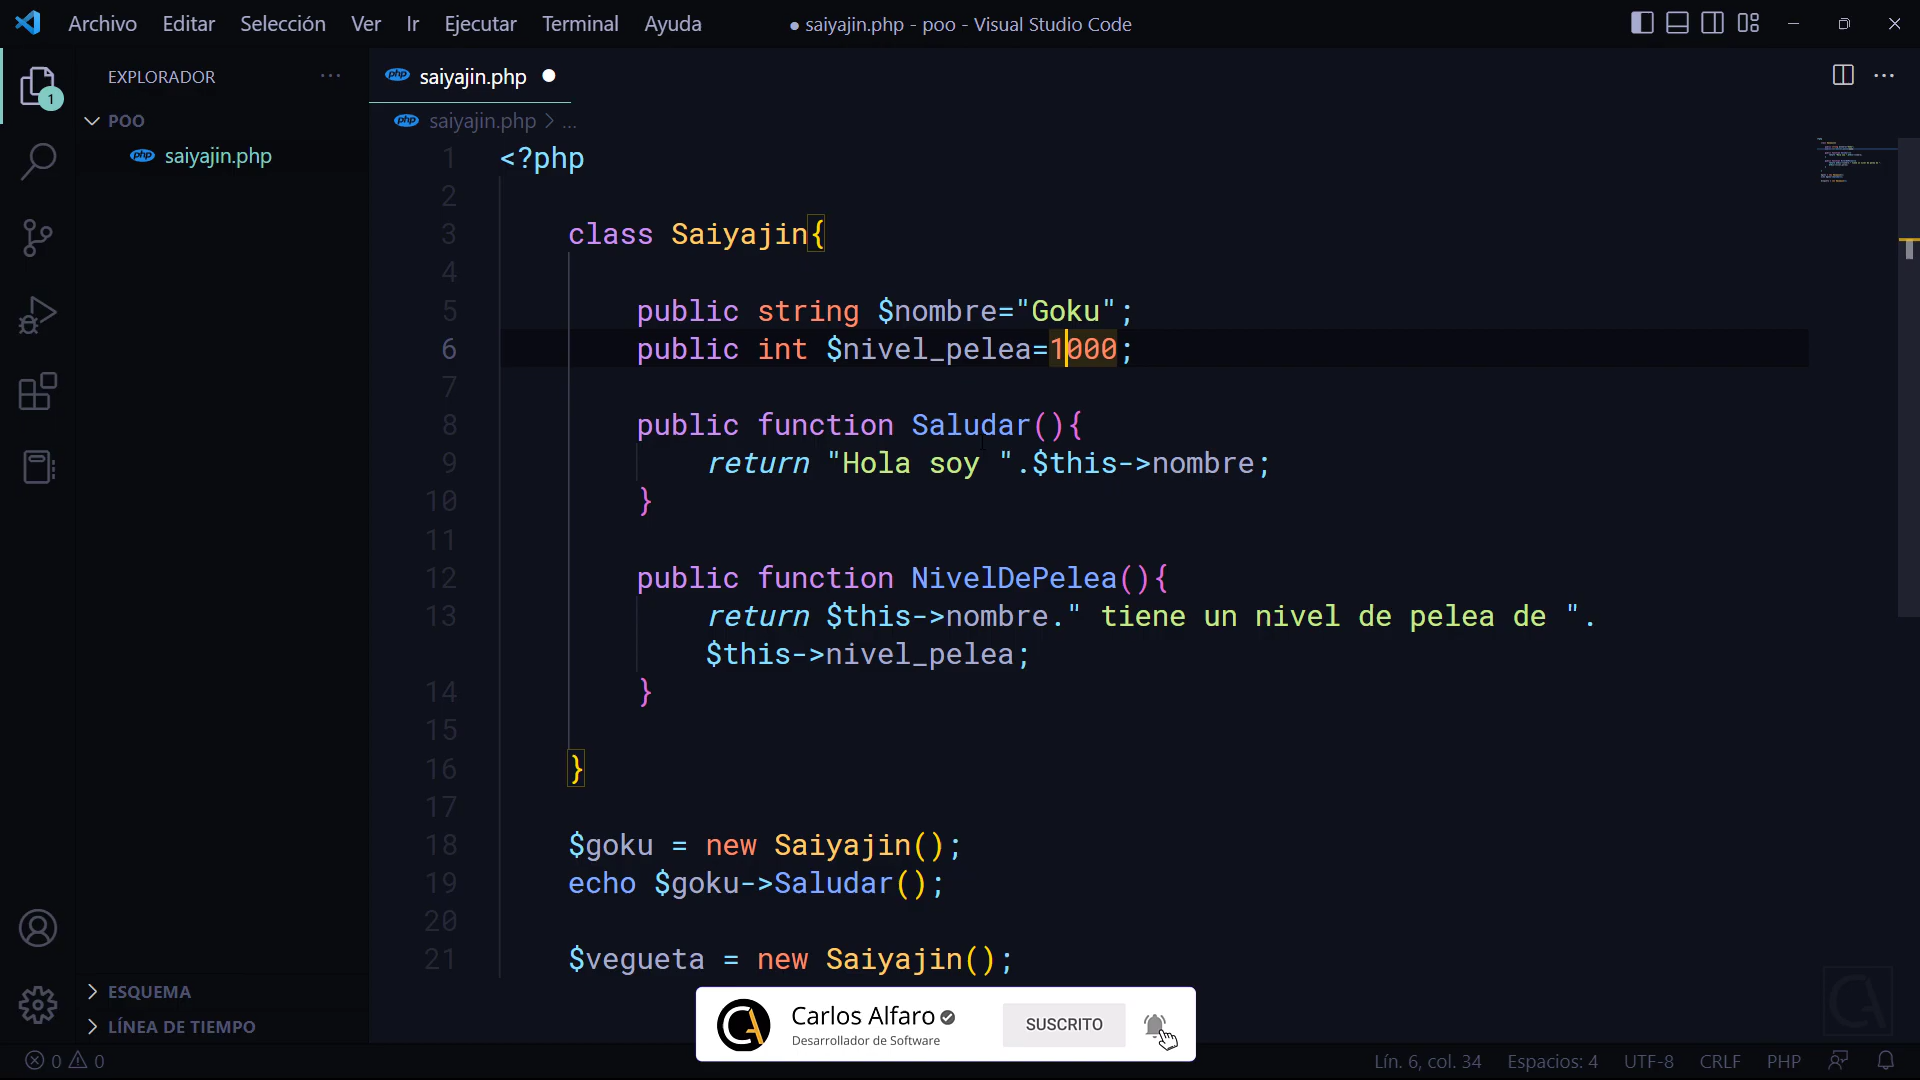 Archivo Editar Selección Ver Ir Ejecutar Terminal Ayuda ● saiyajin.php - poo - Visual Studio Code
EXPLORADOR ···
1
POO
php saiyajin.php
php saiyajin.php ●
php saiyajin.php > ...
1 <?php
2
3 class Saiyajin{
4
5 public string $nombre="Goku";
6 public int $nivel_pelea=1000;
7
8 public function Saludar(){
9 return "Hola soy ".$this->nombre;
10 }
11
12 public function NivelDePelea(){
13 return $this->nombre." tiene un nivel de pelea de ".
$this->nivel_pelea;
14 }
15
16 }
17
18 $goku = new Saiyajin();
19 echo $goku->Saludar();
20
21 $vegueta = new Saiyajin();
ESQUEMA
LÍNEA DE TIEMPO
Carlos Alfaro
Desarrollador de Software
SUSCRITO
CA
0 0 Lín. 6, col. 34 Espacios: 4 UTF-8 CRLF PHP